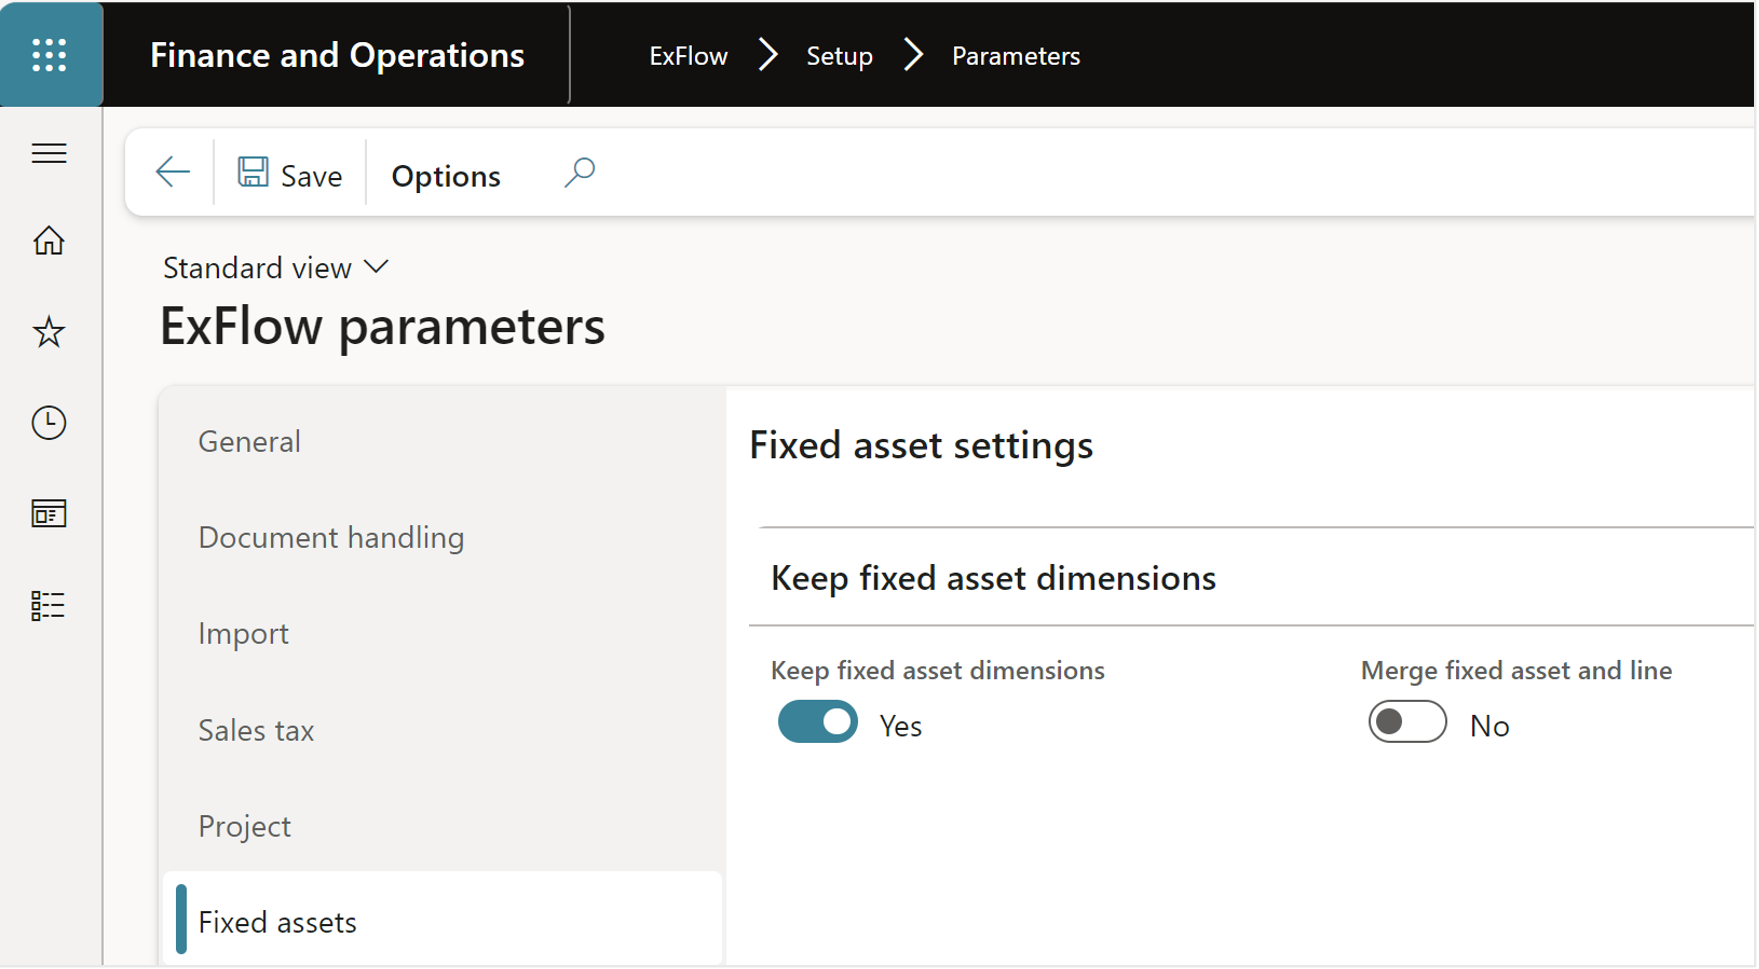 Finance and Operations
ExFlow > Setup > Parameters
Save
Options
Standard view
ExFlow parameters
General
Document handling
Import
Sales tax
Project
Fixed assets
Fixed asset settings
Keep fixed asset dimensions
Keep fixed asset dimensions
Yes
Merge fixed asset and line
No